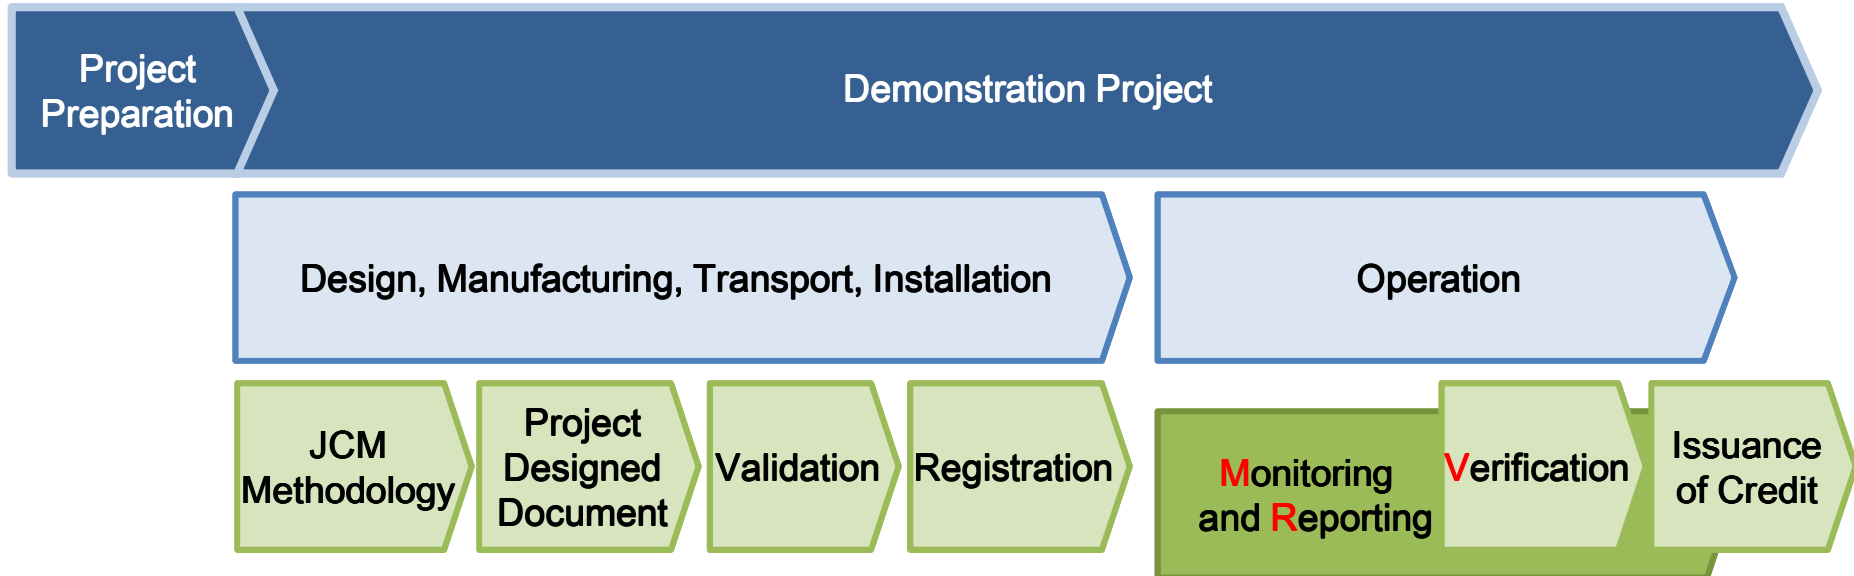 Project
Preparation
Demonstration Project
Design, Manufacturing, Transport, Installation
Operation
JCM
Methodology
Project
Designed
Document
Validation
Registration
Monitoring
and Reporting
Verification
Issuance
of Credit